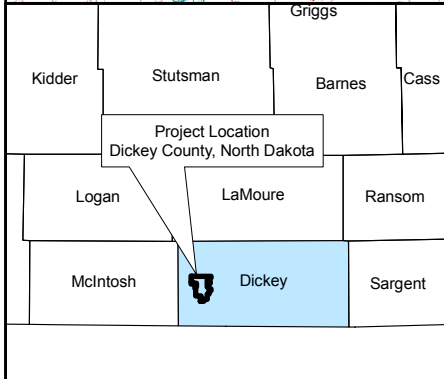 Griggs
Kidder
Stutsman
Barnes
Cass
Project Location
Dickey County, North Dakota
Logan
LaMoure
Ransom
McIntosh
Dickey
Sargent